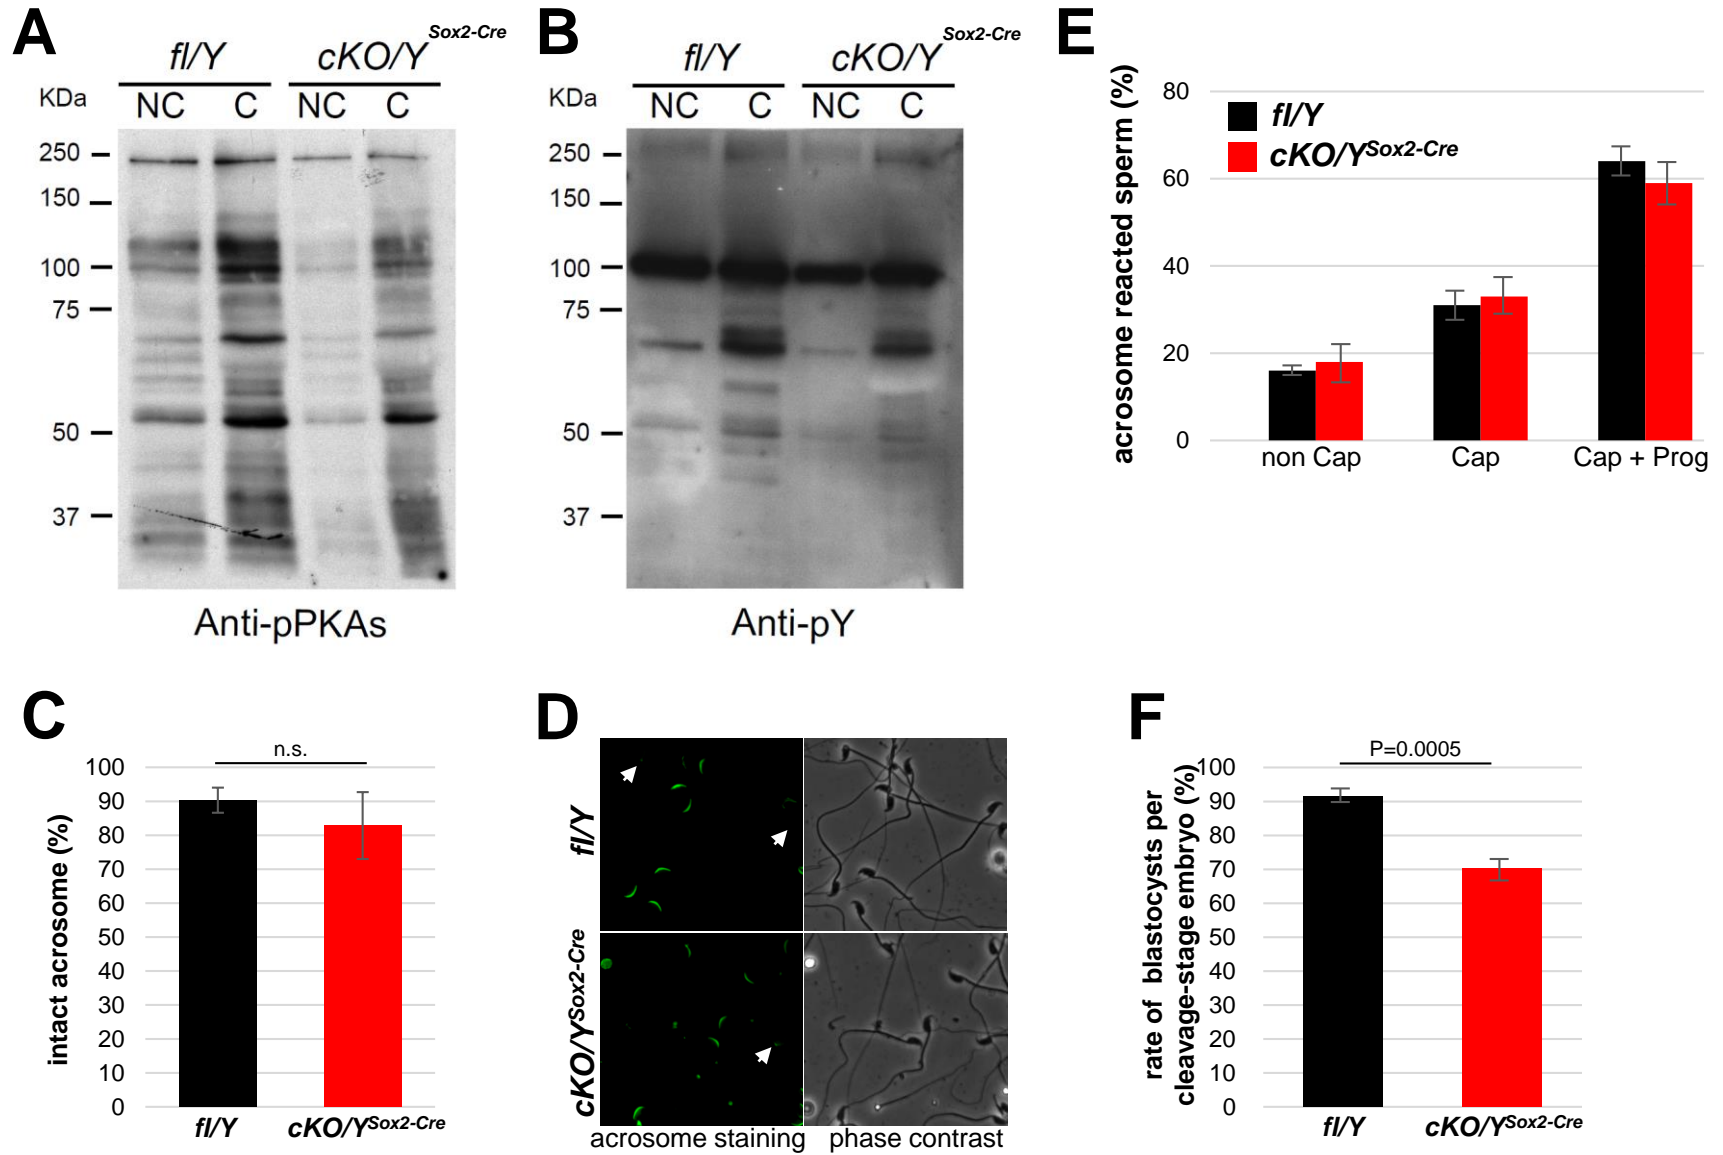 A
fl/Y
cKO/Y Sox2-Cre
KDa
NC C NC C
250
150
100
75
50
37
Anti-pPKAs
B
fl/Y
cKO/Y Sox2-Cre
KDa
NC C NC C
250
150
100
75
50
37
Anti-pY
E
acrosome reacted sperm (%)
80
60
40
20
0
fl/Y
cKO/Y Sox2-Cre
non Cap
Cap
Cap + Prog
C
intact acrosome (%)
n.s.
100
90
80
70
60
50
40
30
20
10
0
fl/Y
cKO/Y Sox2-Cre
D
fl/Y
cKO/Y Sox2-Cre
acrosome staining
phase contrast
F
rate of blastocysts per
cleavage-stage embryo (%)
P=0.0005
100
90
80
70
60
50
40
30
20
10
0
fl/Y
cKO/Y Sox2-Cre